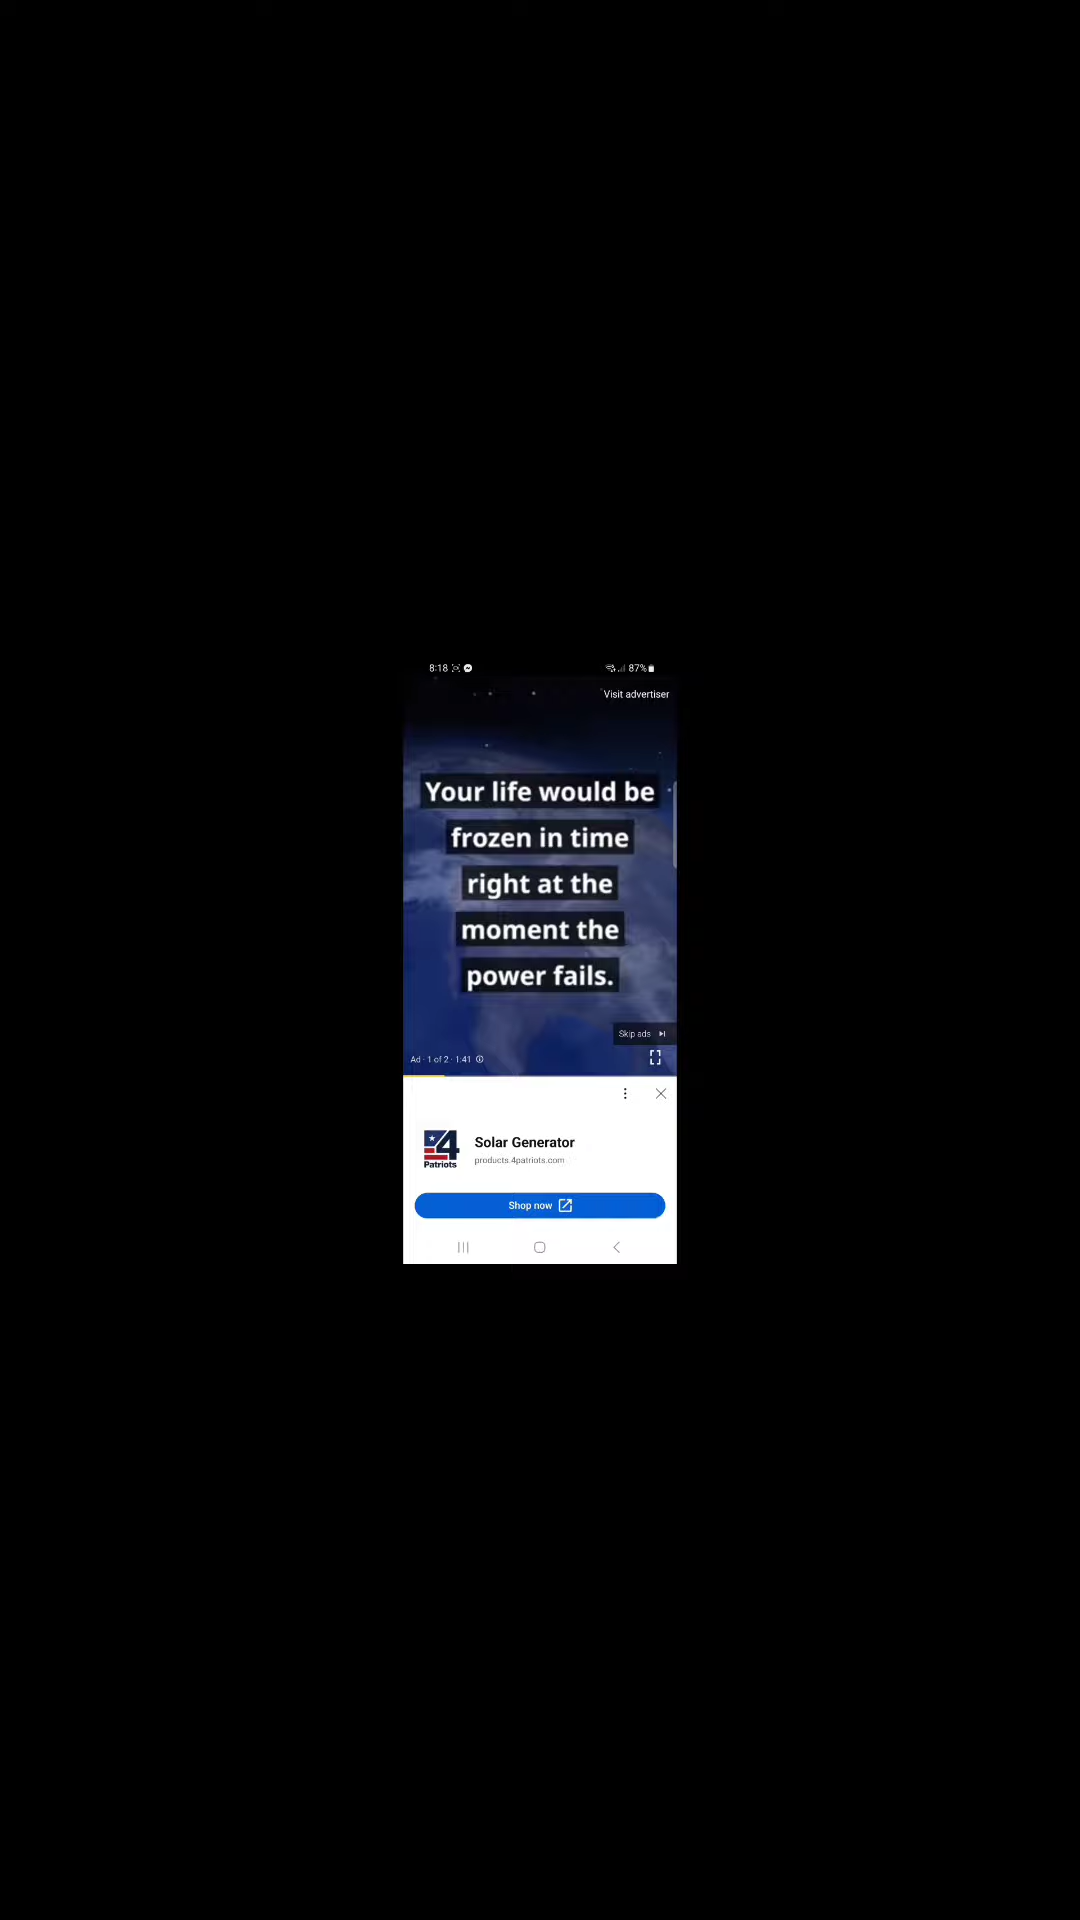 8:18 87%
Visit advertiser
Your life would be
frozen in time
right at the
moment the
power fails.
Skip ads
Ad · 1 of 2 · 1:41
4
Patriots
Solar Generator
products.4patriots.com
Shop now